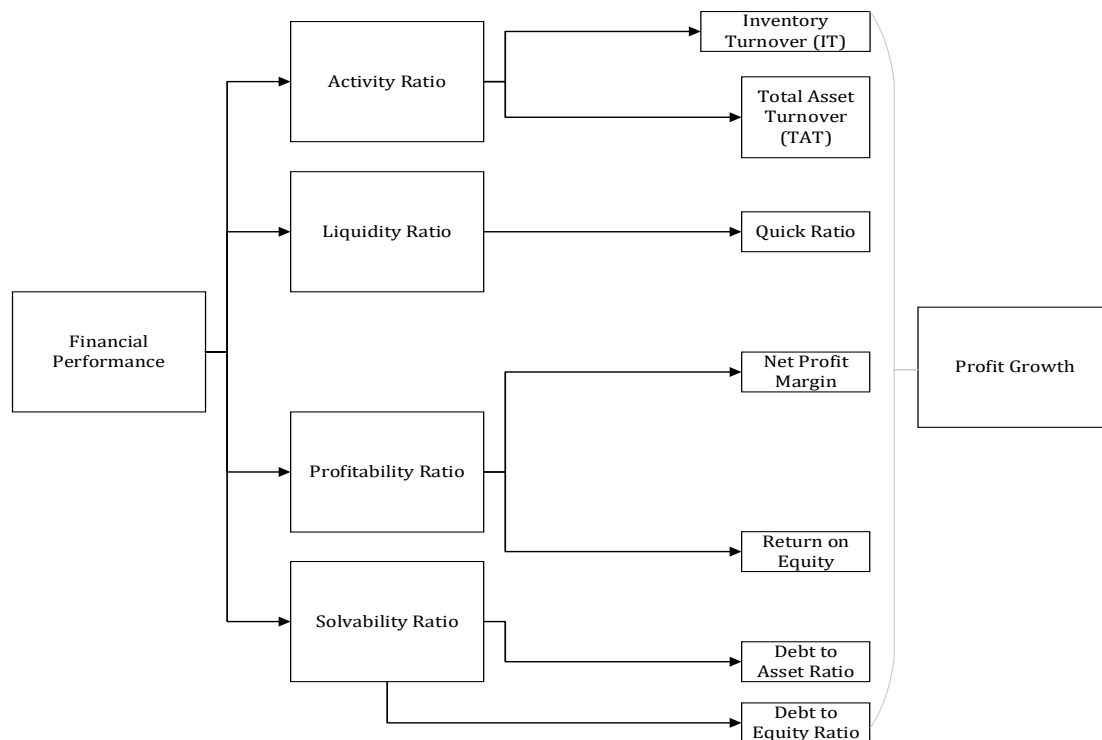 Inventory
Turnover (IT)
Activity Ratio
Total Asset
Turnover
(TAT)
Liquidity Ratio
Quick Ratio
Financial
Performance
Net Profit
Margin
Profit Growth
Profitability Ratio
Return on
Equity
Solvability Ratio
Debt to
Asset Ratio
Debt to
Equity Ratio